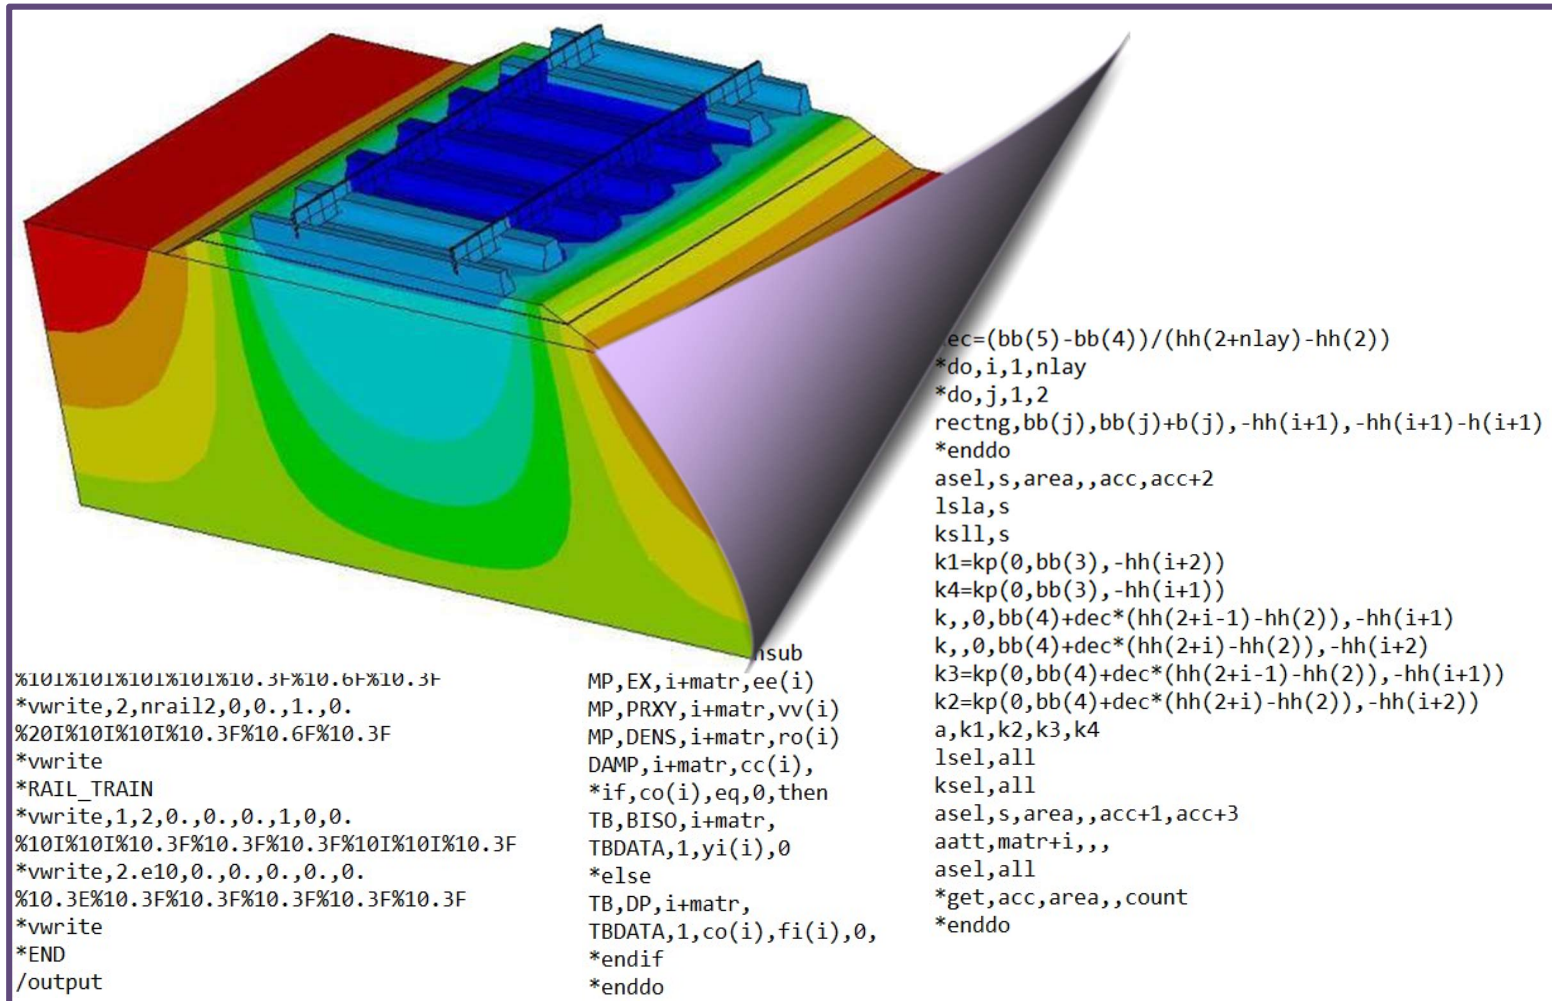 %10I%10I%10I%10I%10.3F%10.6F%10.3F
*vwrite,2,nrail2,0,0.,1.,0.
%20I%10I%10I%10.3F%10.6F%10.3F
*vwrite
*RAIL_TRAIN
*vwrite,1,2,0.,0.,0.,1,0,0.
%10I%10I%10.3F%10.3F%10.3F%10I%10I%10.3F
*vwrite,2.e10,0.,0.,0.,0.,0.
%10.3E%10.3F%10.3F%10.3F%10.3F%10.3F
*vwrite
*END
/output
nsub
MP,EX,i+matr,ee(i)
MP,PRXY,i+matr,vv(i)
MP,DENS,i+matr,ro(i)
DAMP,i+matr,cc(i),
*if,co(i),eq,0,then
TB,BISO,i+matr,
TBDATA,1,yi(i),0
*else
TB,DP,i+matr,
TBDATA,1,co(i),fi(i),0,
*endif
*enddo
ec=(bb(5)-bb(4))/(hh(2+nlay)-hh(2))
*do,i,1,nlay
*do,j,1,2
rectng,bb(j),bb(j)+b(j),-hh(i+1),-hh(i+1)-h(i+1)
*enddo
asel,s,area,,acc,acc+2
lsla,s
ksll,s
k1=kp(0,bb(3),-hh(i+2))
k4=kp(0,bb(3),-hh(i+1))
k,,0,bb(4)+dec*(hh(2+i-1)-hh(2)),-hh(i+1)
k,,0,bb(4)+dec*(hh(2+i)-hh(2)),-hh(i+2)
k3=kp(0,bb(4)+dec*(hh(2+i-1)-hh(2)),-hh(i+1))
k2=kp(0,bb(4)+dec*(hh(2+i)-hh(2)),-hh(i+2))
a,k1,k2,k3,k4
lsel,all
ksel,all
asel,s,area,,acc+1,acc+3
aatt,matr+i,,,
asel,all
*get,acc,area,,count
*enddo